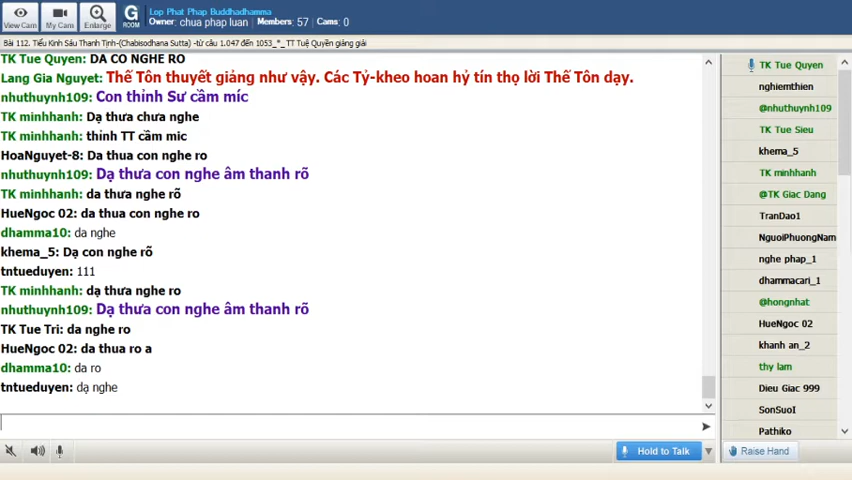 View Cam
My Cam
Enlarge
G
ROOM
Lop Phat Phap Buddhadhamma
Owner: chua phap luan Members: 57 Cams: 0
Bài 112. Tiểu Kinh Sáu Thanh Tịnh-(Chabisodhana Sutta) -từ câu 1.047 đến 1053_*_ TT Tuệ Quyền giảng giải
TK Tue Quyen: DA CO NGHE RO
Lang Gia Nguyet: Thế Tôn thuyết giảng như vậy. Các Tỷ-kheo hoan hỷ tín thọ lời Thế Tôn dạy.
nhuthuynh109: Con thỉnh Sư cầm míc
TK minhhanh: Dạ thưa chưa nghe
TK minhhanh: thỉnh TT cầm mic
HoaNguyet-8: Da thua con nghe ro
nhuthuynh109: Dạ thưa con nghe âm thanh rõ
TK minhhanh: da thưa nghe rõ
HueNgoc 02: da thua con nghe ro
dhamma10: da nghe
khema_5: Dạ con nghe rõ
tntueduyen: 111
TK minhhanh: dạ thưa nghe ro
nhuthuynh109: Dạ thưa con nghe âm thanh rõ
TK Tue Tri: da nghe ro
HueNgoc 02: da thua ro a
dhamma10: da ro
tntueduyen: dạ nghe
TK Tue Quyen
nghiemthien
@nhuthuynh109
TK Tue Sieu
khema_5
TK minhhanh
@TK Giac Dang
TranDao1
NguoiPhuongNam
nghe phap_1
dhammacari_1
@hongnhat
HueNgoc 02
khanh an_2
thy lam
Dieu Giac 999
SonSuoI
Pathiko
Hold to Talk
Raise Hand